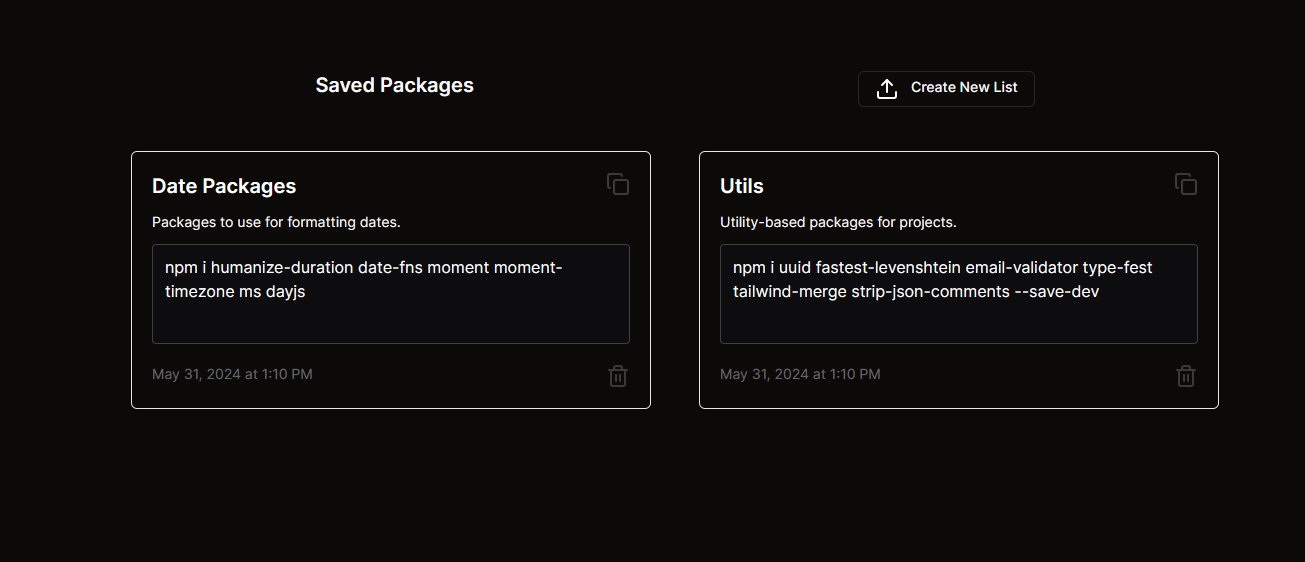 Saved Packages
Create New List
Date Packages
Packages to use for formatting dates.
npm i humanize-duration date-fns moment moment-
timezone ms dayjs
May 31, 2024 at 1:10 PM
Utils
Utility-based packages for projects.
npm i uuid fastest-levenshtein email-validator type-fest
tailwind-merge strip-json-comments --save-dev
May 31, 2024 at 1:10 PM